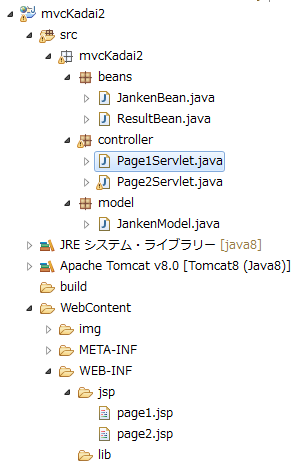 mvcKadai2
src
mvcKadai2
beans
JankenBean.java
ResultBean.java
controller
Page1Servlet.java
Page2Servlet.java
model
JankenModel.java
JRE システム・ライブラリー [java8]
Apache Tomcat v8.0 [Tomcat8 (Java8)]
build
WebContent
img
META-INF
WEB-INF
jsp
page1.jsp
page2.jsp
lib